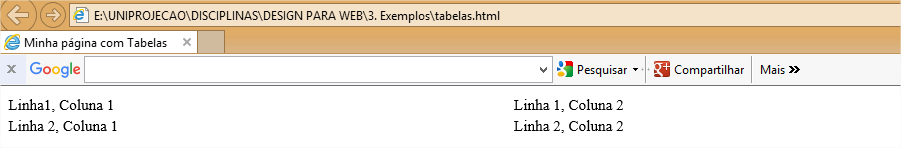 E:\UNIPROJECAO\DISCIPLINAS\DESIGN PARA WEB\3. Exemplos\tabelas.html
Minha página com Tabelas
x Google Pesquisar Compartilhar Mais »
Linha1, Coluna 1 Linha 1, Coluna 2
Linha 2, Coluna 1 Linha 2, Coluna 2